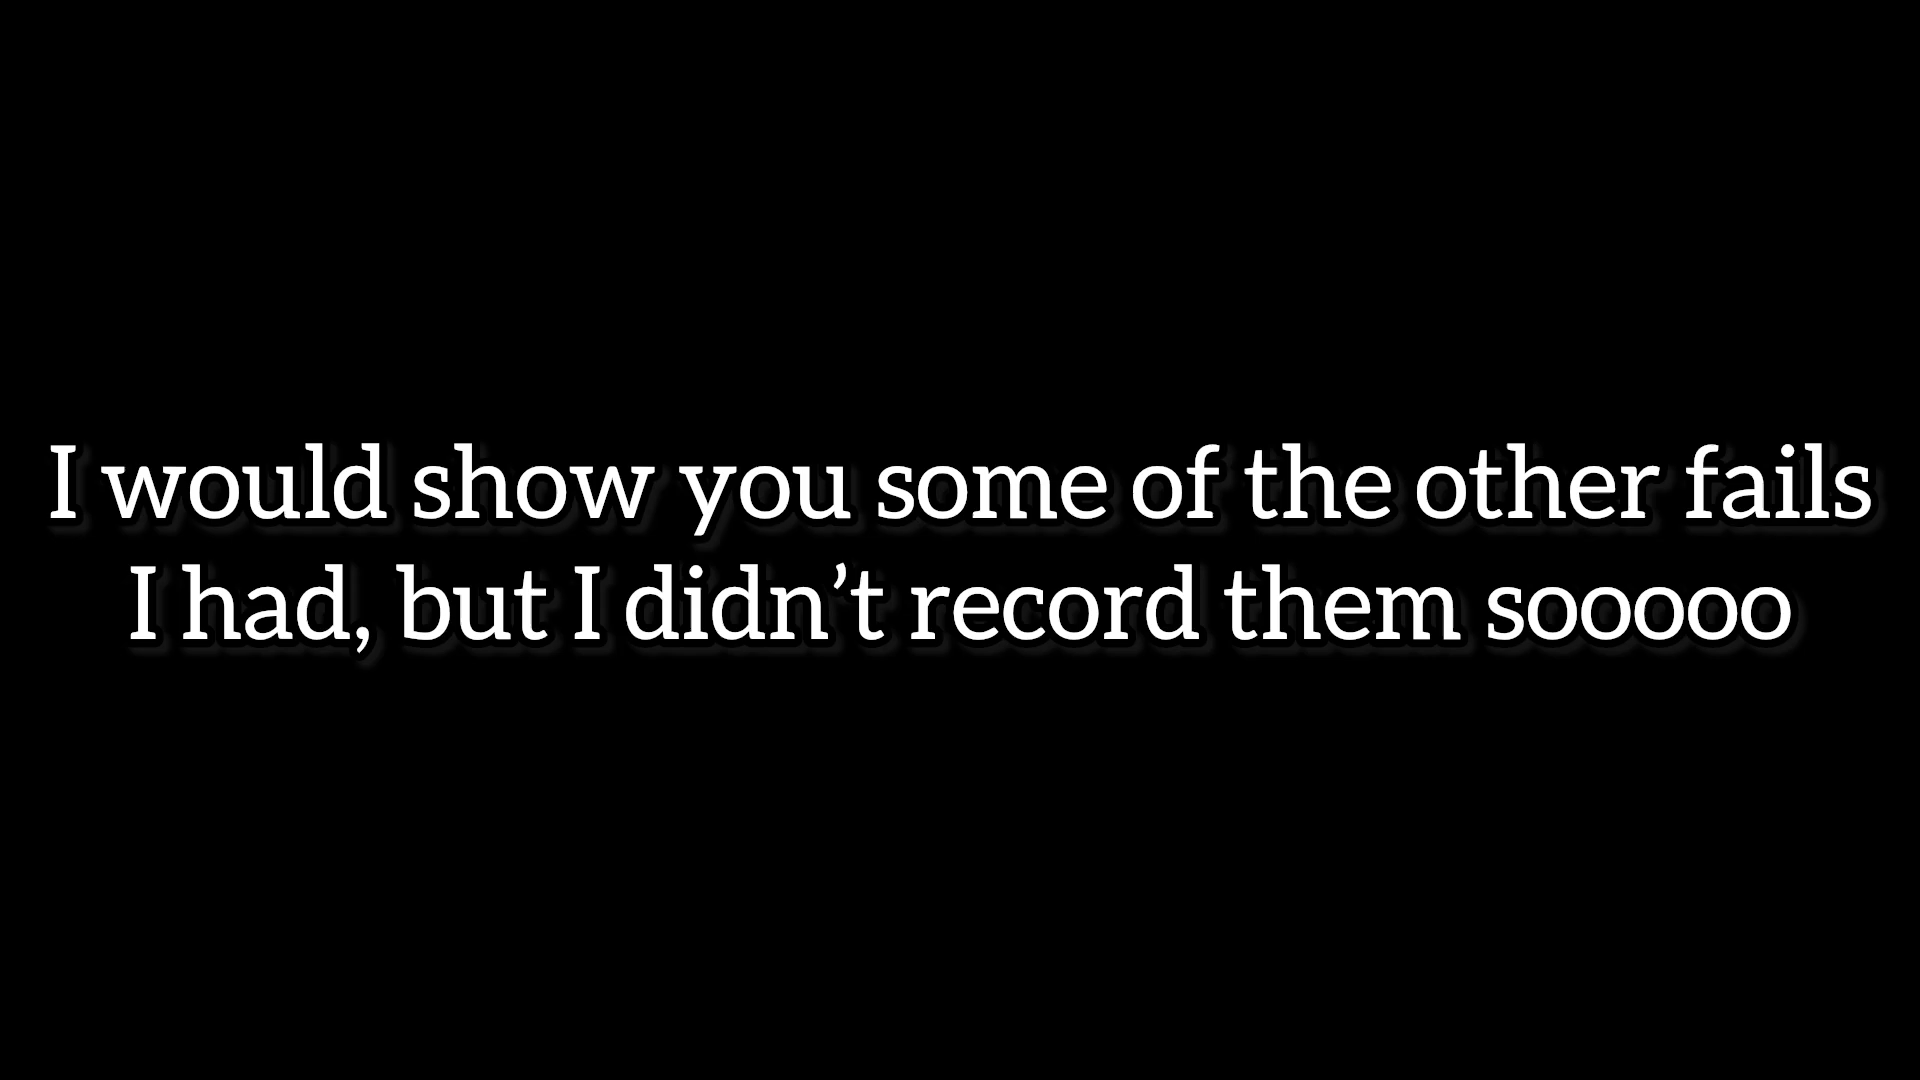 I would show you some of the other fails
I had, but I didn’t record them sooooo